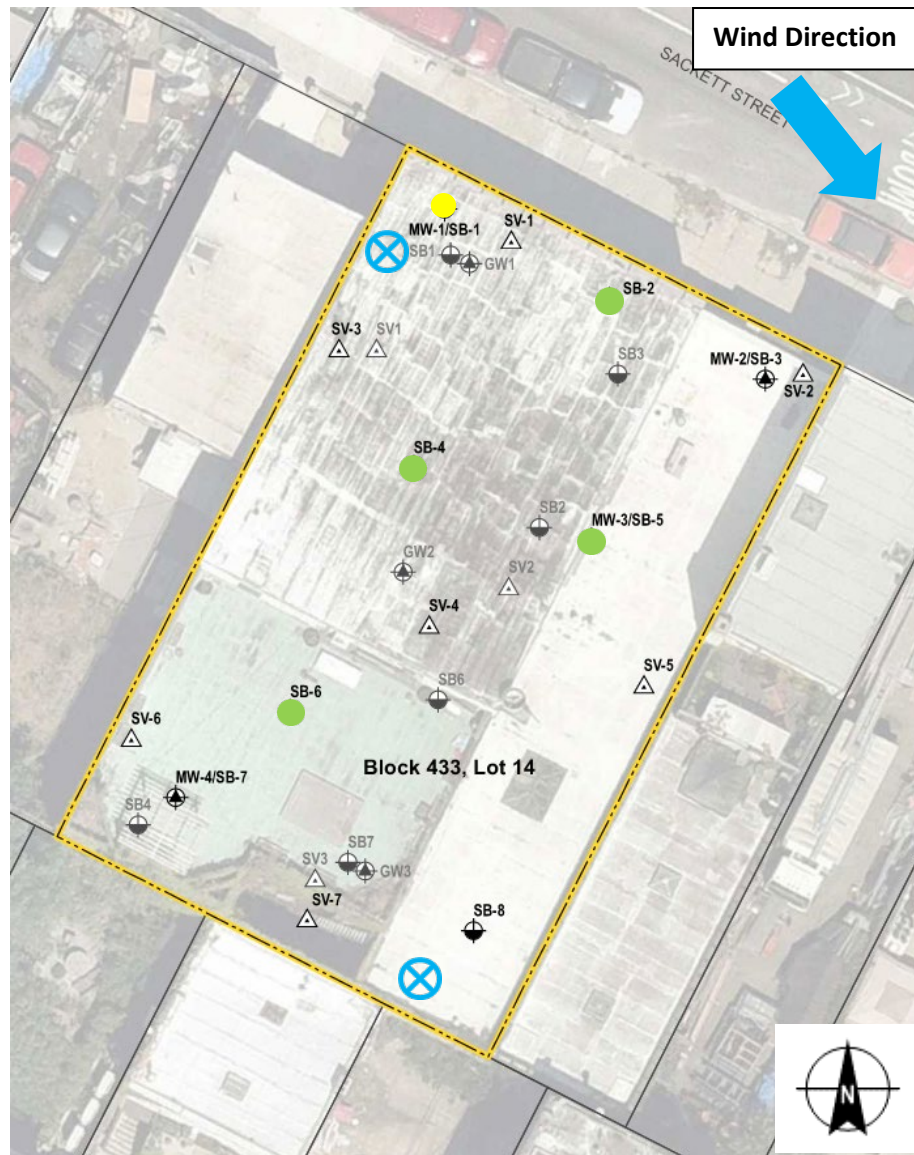 Wind Direction
SACKETT STREET
MW-1/SB-1
SV-1
SB1
GW1
SB-2
SV-3
SV1
SB3
MW-2/SB-3
SV-2
SB-4
SB2
MW-3/SB-5
GW2
SV2
SV-4
SB6
SV-5
SB-6
SV-6
Block 433, Lot 14
MW-4/SB-7
SB4
SB7
SV3
GW3
SV-7
SB-8
N